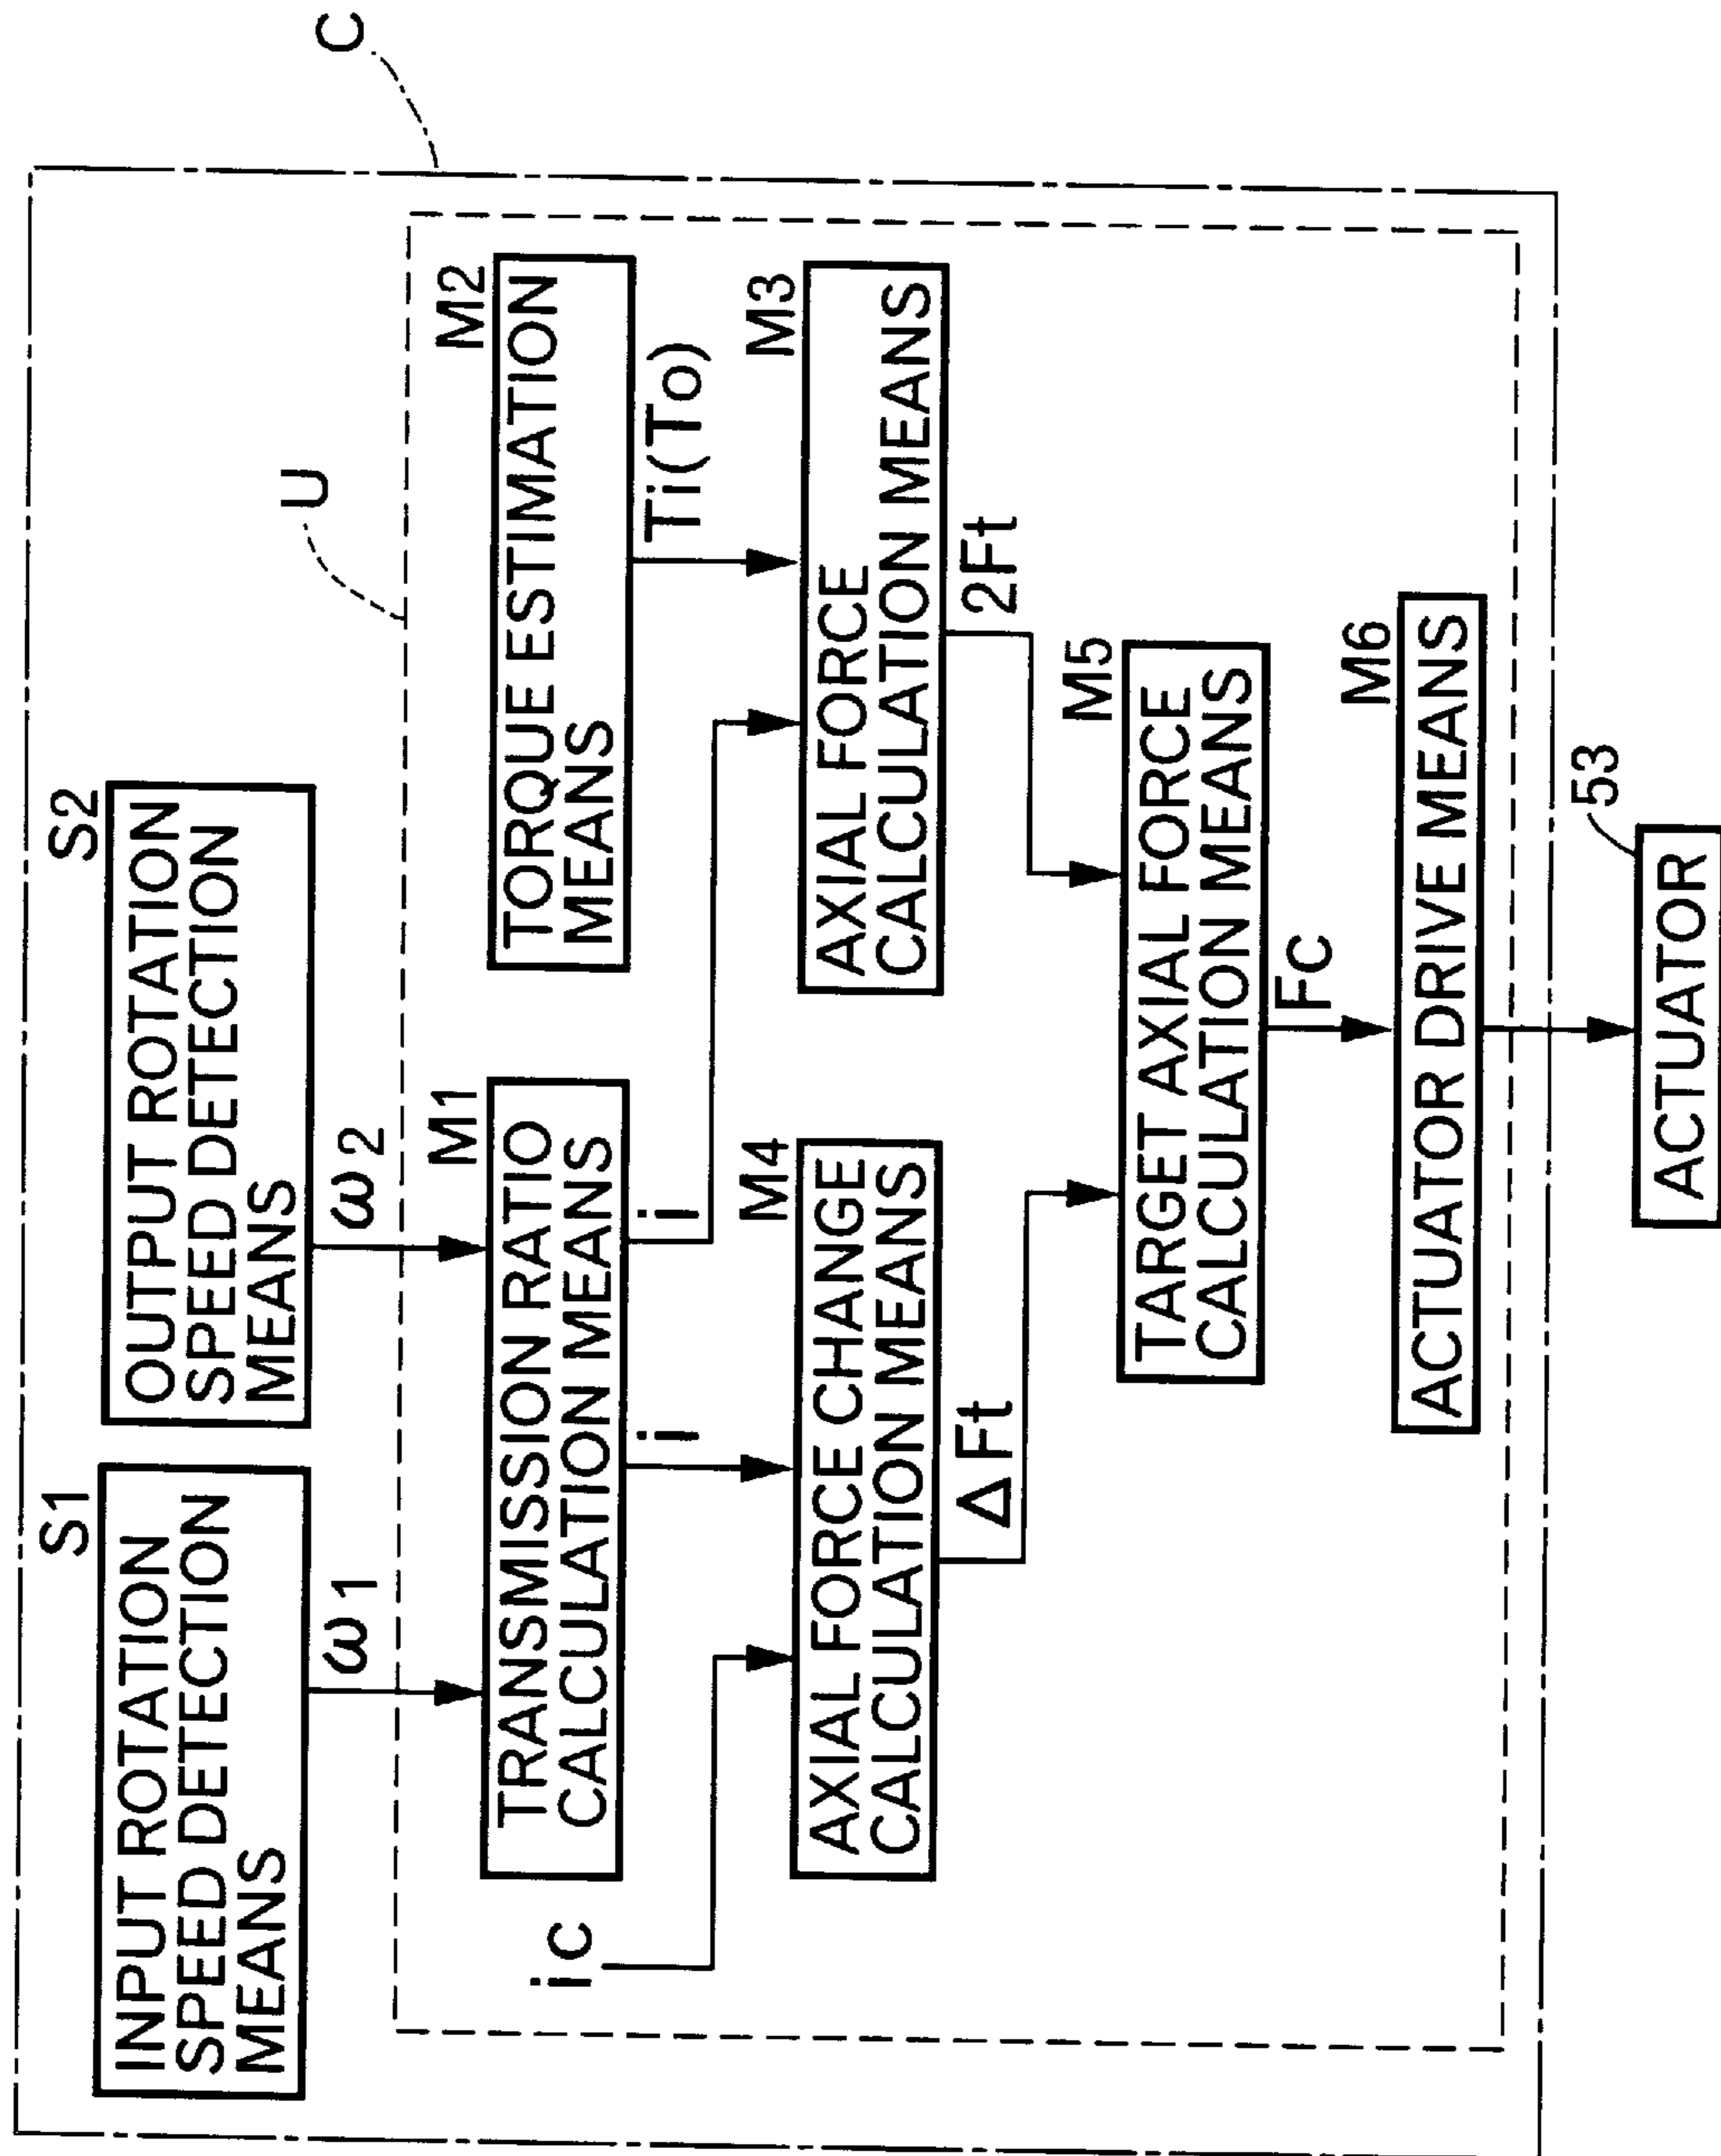 C
U
S1
INPUT ROTATION
SPEED DETECTION
MEANS
S2
OUTPUT ROTATION
SPEED DETECTION
MEANS
ω1
ω2
M1
TRANSMISSION RATIO
CALCULATION MEANS
M2
TORQUE ESTIMATION
MEANS
ic
i
i
Ti(To)
M4
AXIAL FORCE CHANGE
CALCULATION MEANS
M3
AXIAL FORCE
CALCULATION MEANS
ΔFt
2Ft
M5
TARGET AXIAL FORCE
CALCULATION MEANS
Fc
M6
ACTUATOR DRIVE MEANS
53
ACTUATOR